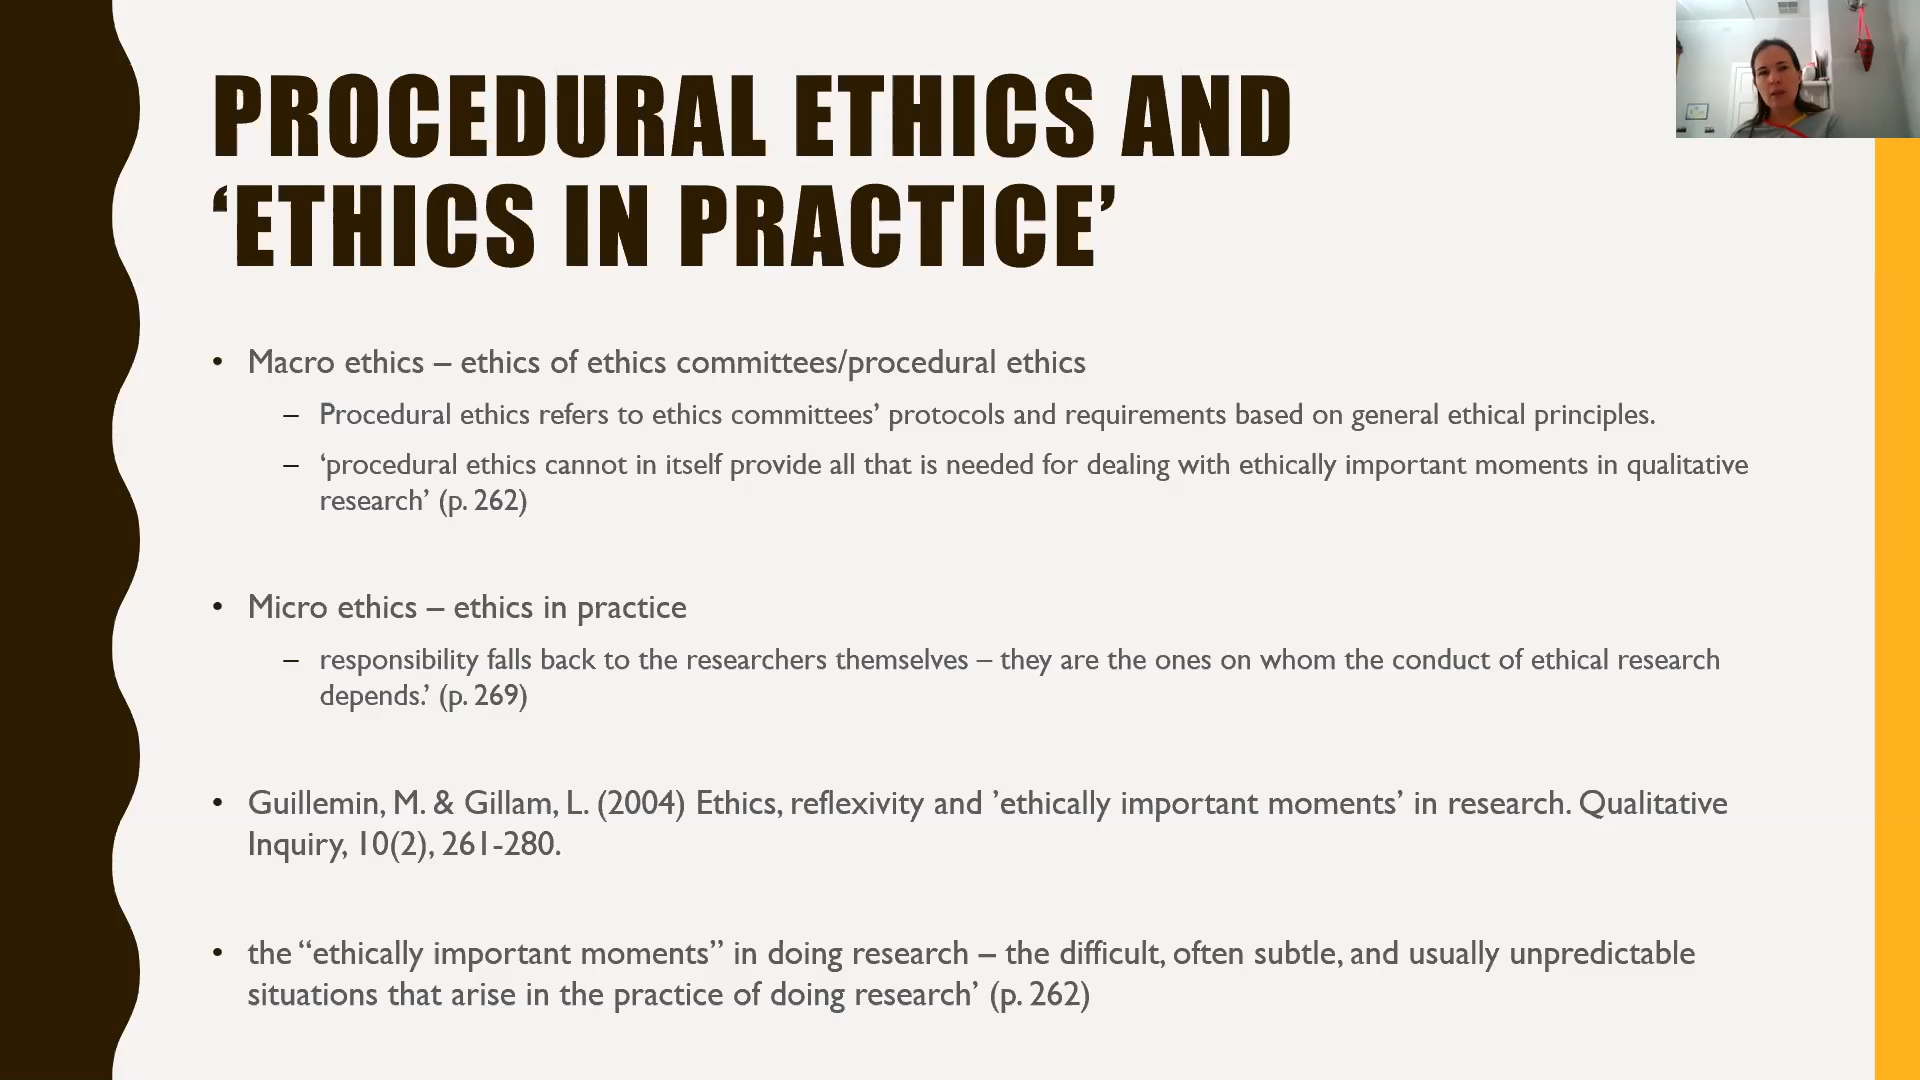 PROCEDURAL ETHICS AND
‘ETHICS IN PRACTICE’
• Macro ethics – ethics of ethics committees/procedural ethics
– Procedural ethics refers to ethics committees’ protocols and requirements based on general ethical principles.
– ‘procedural ethics cannot in itself provide all that is needed for dealing with ethically important moments in qualitative
research’ (p. 262)
• Micro ethics – ethics in practice
– responsibility falls back to the researchers themselves – they are the ones on whom the conduct of ethical research
depends.’ (p. 269)
• Guillemin, M. & Gillam, L. (2004) Ethics, reflexivity and ’ethically important moments’ in research. Qualitative
Inquiry, 10(2), 261-280.
• the “ethically important moments” in doing research – the difficult, often subtle, and usually unpredictable
situations that arise in the practice of doing research’ (p. 262)